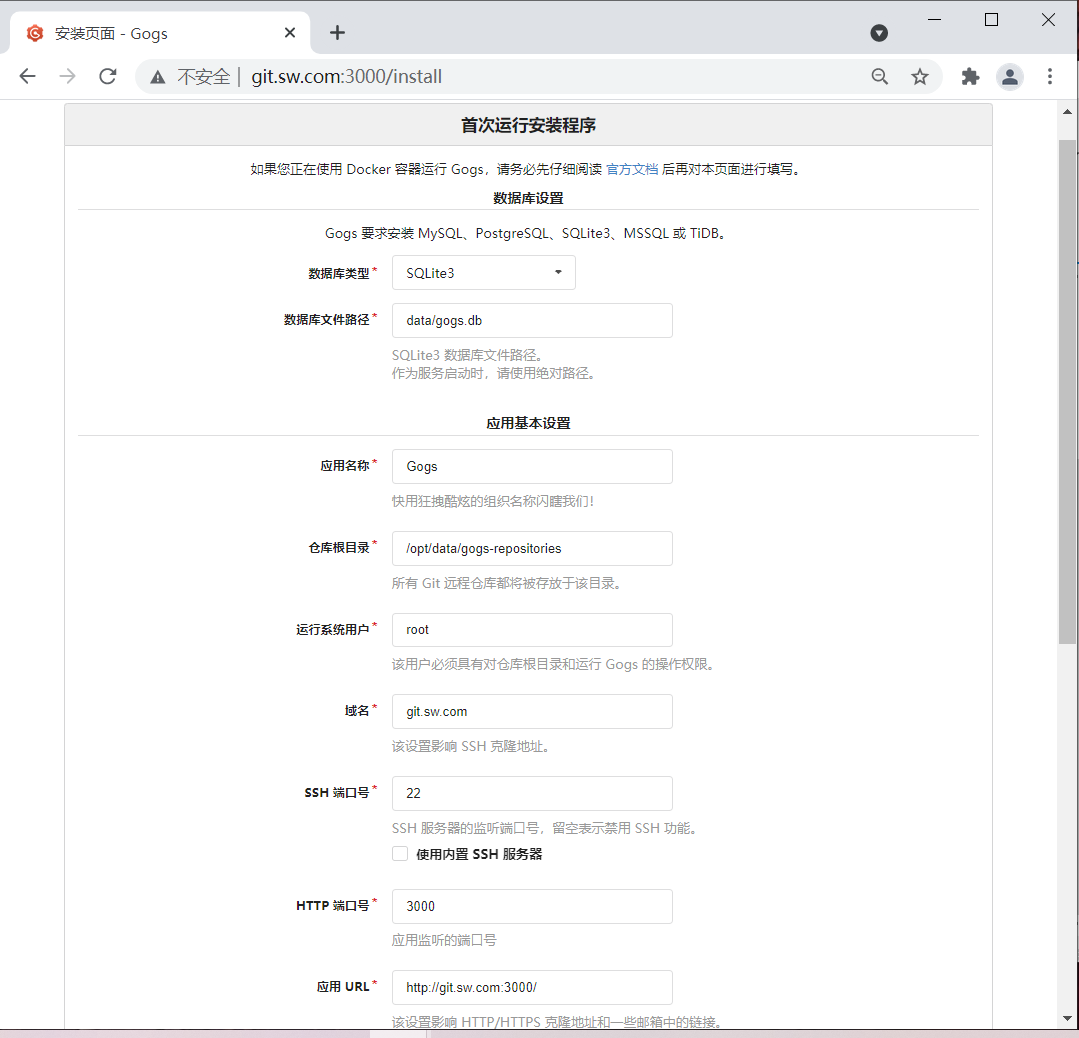 安装页面 - Gogs
不安全 | git.sw.com:3000/install
首次运行安装程序
如果您正在使用 Docker 容器运行 Gogs，请务必先仔细阅读 官方文档 后再对本页面进行填写。
数据库设置
Gogs 要求安装 MySQL、PostgreSQL、SQLite3、MSSQL 或 TiDB。
数据库类型* SQLite3
数据库文件路径* data/gogs.db
SQLite3 数据库文件路径。
作为服务启动时，请使用绝对路径。
应用基本设置
应用名称* Gogs
快用狂拽酷炫的组织名称闪瞎我们！
仓库根目录* /opt/data/gogs-repositories
所有 Git 远程仓库都将被存放于该目录。
运行系统用户* root
该用户必须具有对仓库根目录和运行 Gogs 的操作权限。
域名* git.sw.com
该设置影响 SSH 克隆地址。
SSH 端口号* 22
SSH 服务器的监听端口号，留空表示禁用 SSH 功能。
使用内置 SSH 服务器
HTTP 端口号* 3000
应用监听的端口号
应用 URL* http://git.sw.com:3000/
该设置影响 HTTP/HTTPS 克隆地址和一些邮箱中的链接。